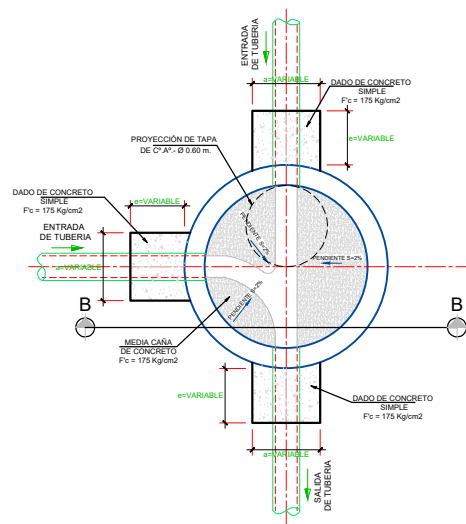 ENTRADA
DE TUBERIA
a=VARIABLE
DADO DE CONCRETO
SIMPLE
F'c = 175 Kg/cm2
e=VARIABLE
PROYECCIÓN DE TAPA
DE Cº.Aº.- Ø 0.60 m.
DADO DE CONCRETO
SIMPLE
F'c = 175 Kg/cm2
e=VARIABLE
ENTRADA
DE TUBERIA
a=VARIABLE
PENDIENTE S=2%
PENDIENTE S=2%
PENDIENTE S=2%
B
B
MEDIA CAÑA
DE CONCRETO
F'c = 175 Kg/cm2
e=VARIABLE
DADO DE CONCRETO
SIMPLE
F'c = 175 Kg/cm2
a=VARIABLE
SALIDA
DE TUBERIA